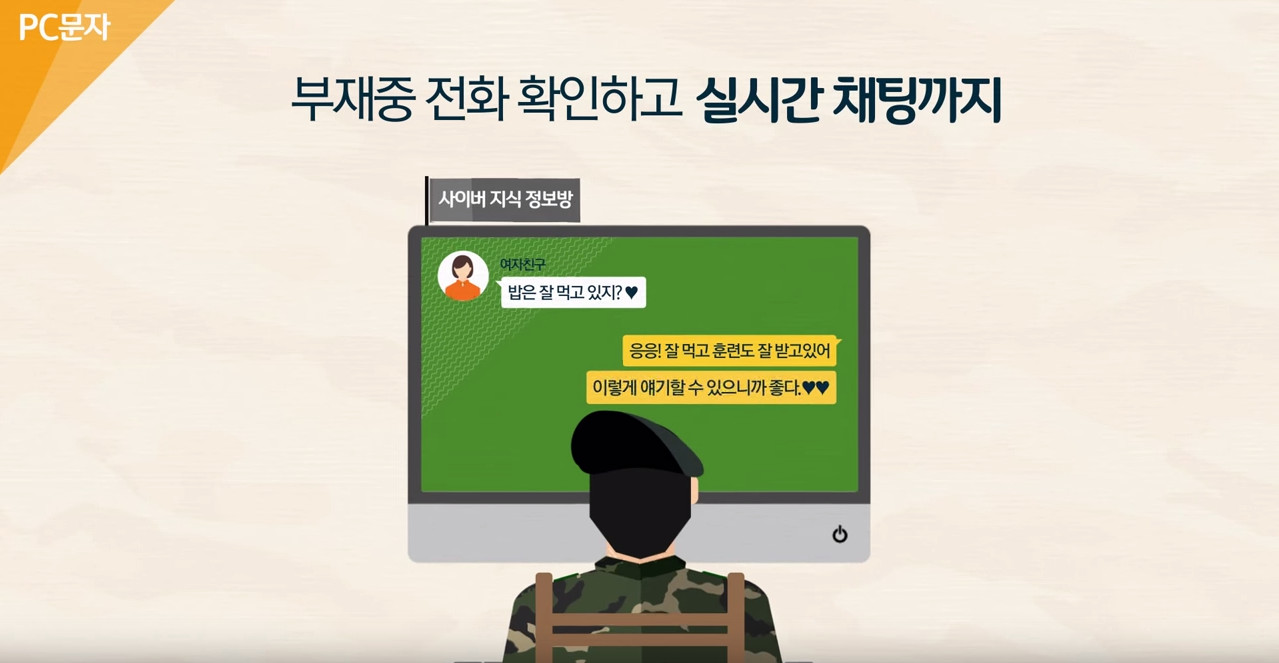 PC문자
부재중 전화 확인하고 실시간 채팅까지
사이버 지식 정보방
여자친구
밥은 잘 먹고 있지?♥
응응! 잘 먹고 훈련도 잘 받고있어
이렇게 얘기할 수 있으니까 좋다.♥♥